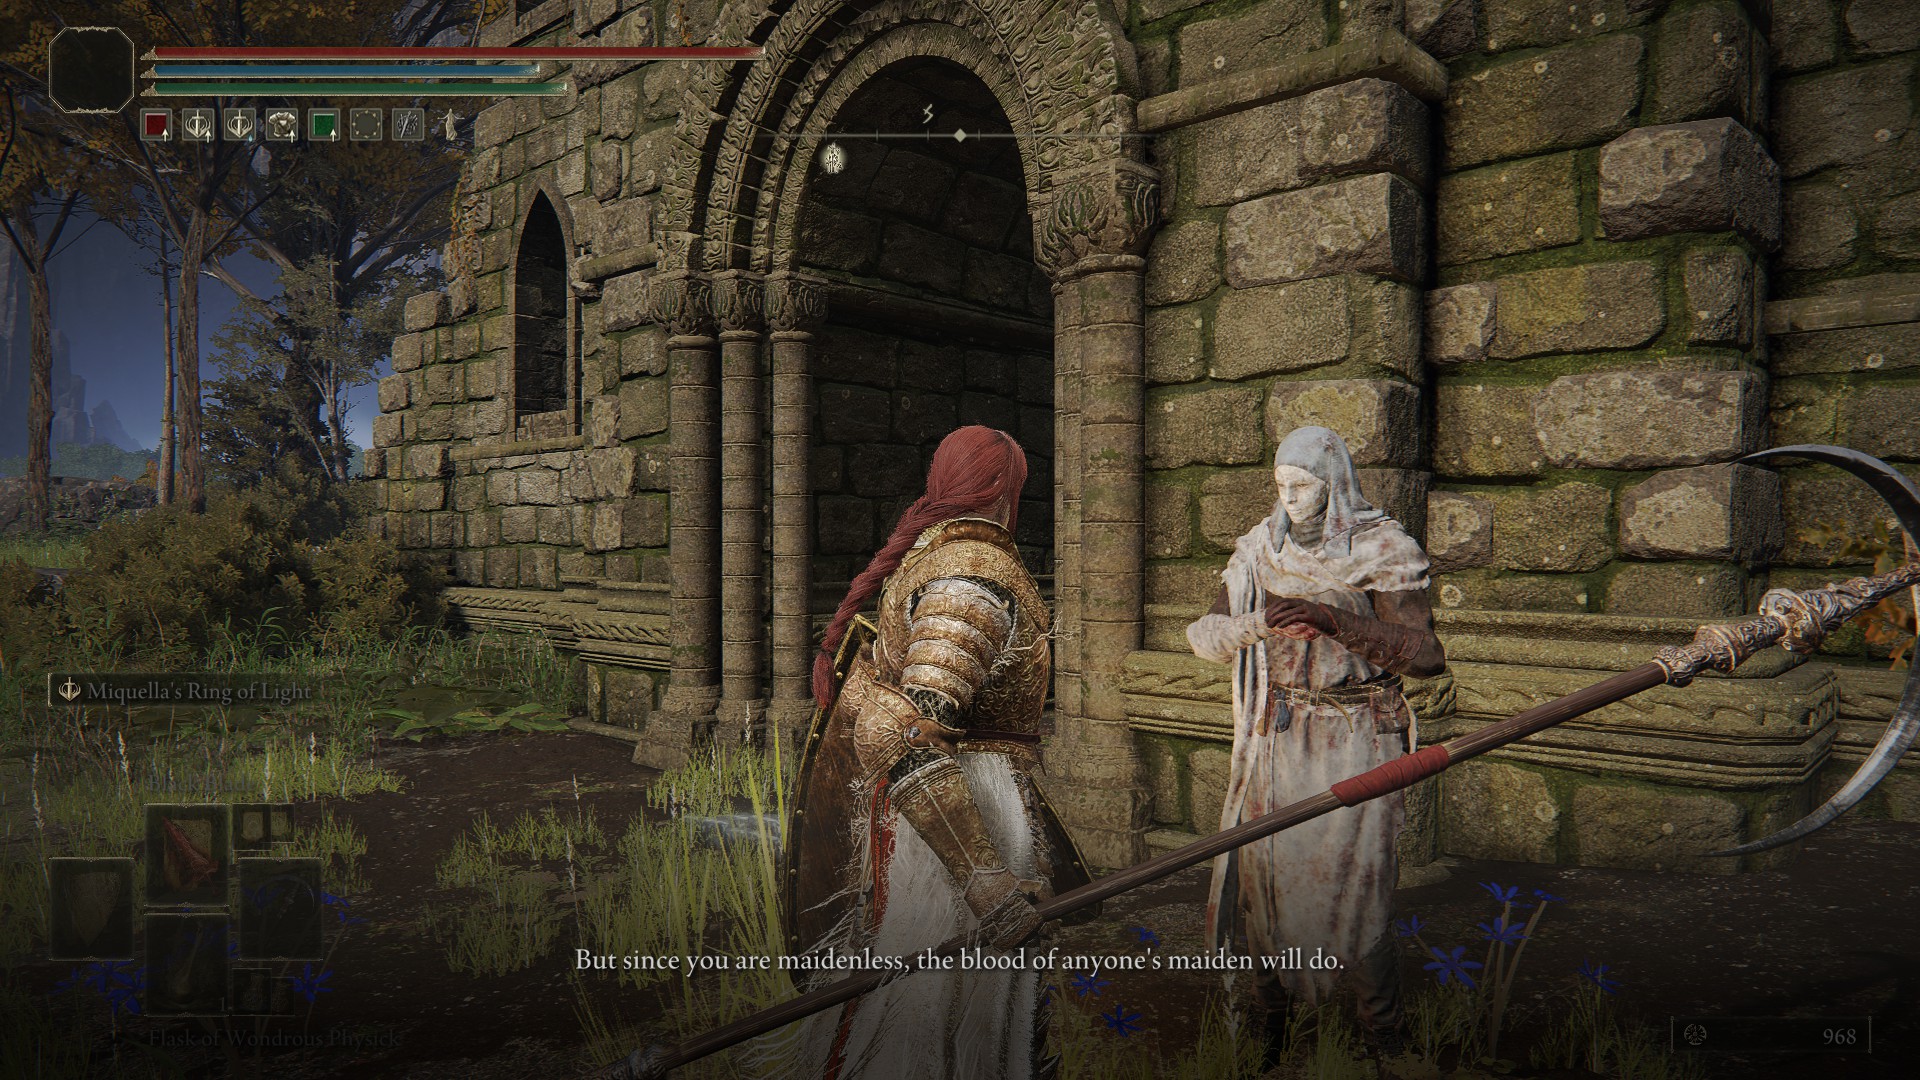 S
Miquella's Ring of Light
But since you are maidenless, the blood of anyone's maiden will do.
Flask of Wondrous Physick
968